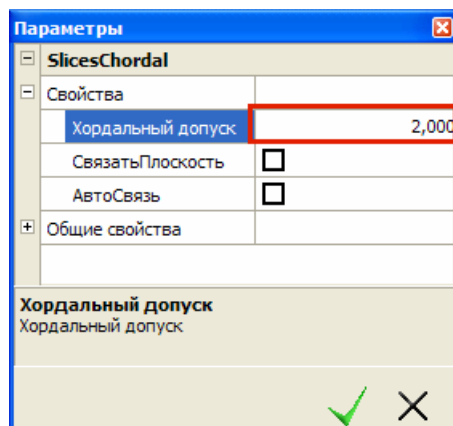 Параметры
SlicesChordal
Свойства
Хордальный допуск 2,000
СвязатьПлоскость
АвтоСвязь
Общие свойства
Хордальный допуск
Хордальный допуск